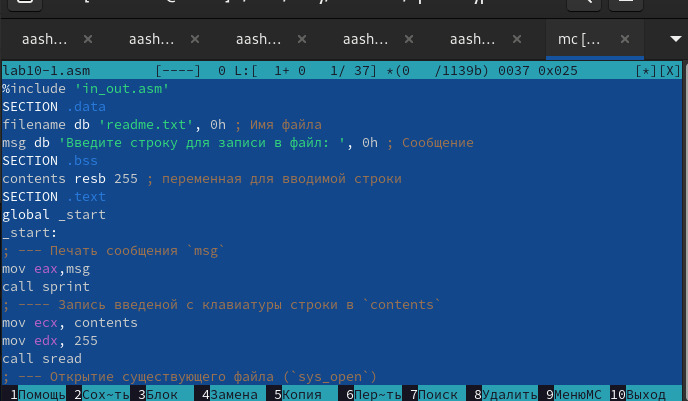 aash... × aash... × aash... × aash... × aash... × mc [... ×
lab10-1.asm [----] 0 L:[ 1+ 0 1/ 37] *(0 /1139b) 0037 0x025 [*][X]
%include 'in_out.asm'
SECTION .data
filename db 'readme.txt', 0h ; Имя файла
msg db 'Введите строку для записи в файл: ', 0h ; Сообщение
SECTION .bss
contents resb 255 ; переменная для вводимой строки
SECTION .text
global _start
_start:
; --- Печать сообщения `msg`
mov eax,msg
call sprint
; ---- Запись введеной с клавиатуры строки в `contents`
mov ecx, contents
mov edx, 255
call sread
; --- Открытие существующего файла (`sys_open`)
1Помощь 2Сох~ть 3Блок 4Замена 5Копия 6Пер~ть 7Поиск 8Удалить 9МенюMC 10Выход